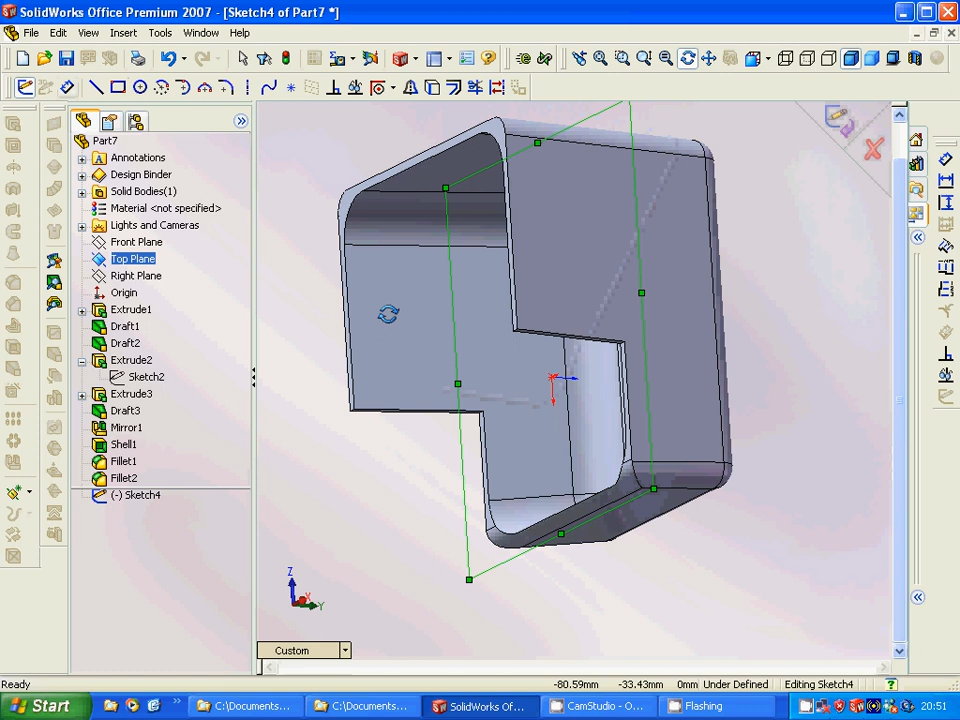 SolidWorks Office Premium 2007 - [Sketch4 of Part7 *]
File Edit View Insert Tools Window Help
Part7
Annotations
Design Binder
Solid Bodies(1)
Material <not specified>
Lights and Cameras
Front Plane
Top Plane
Right Plane
Origin
Extrude1
Draft1
Draft2
Extrude2
Sketch2
Extrude3
Draft3
Mirror1
Shell1
Fillet1
Fillet2
(-) Sketch4
Z
X
Y
Custom
Ready
-80.59mm -33.43mm 0mm Under Defined Editing Sketch4
Start C:\Documents... C:\Documents... SolidWorks Of... CamStudio - O... Flashing 20:51